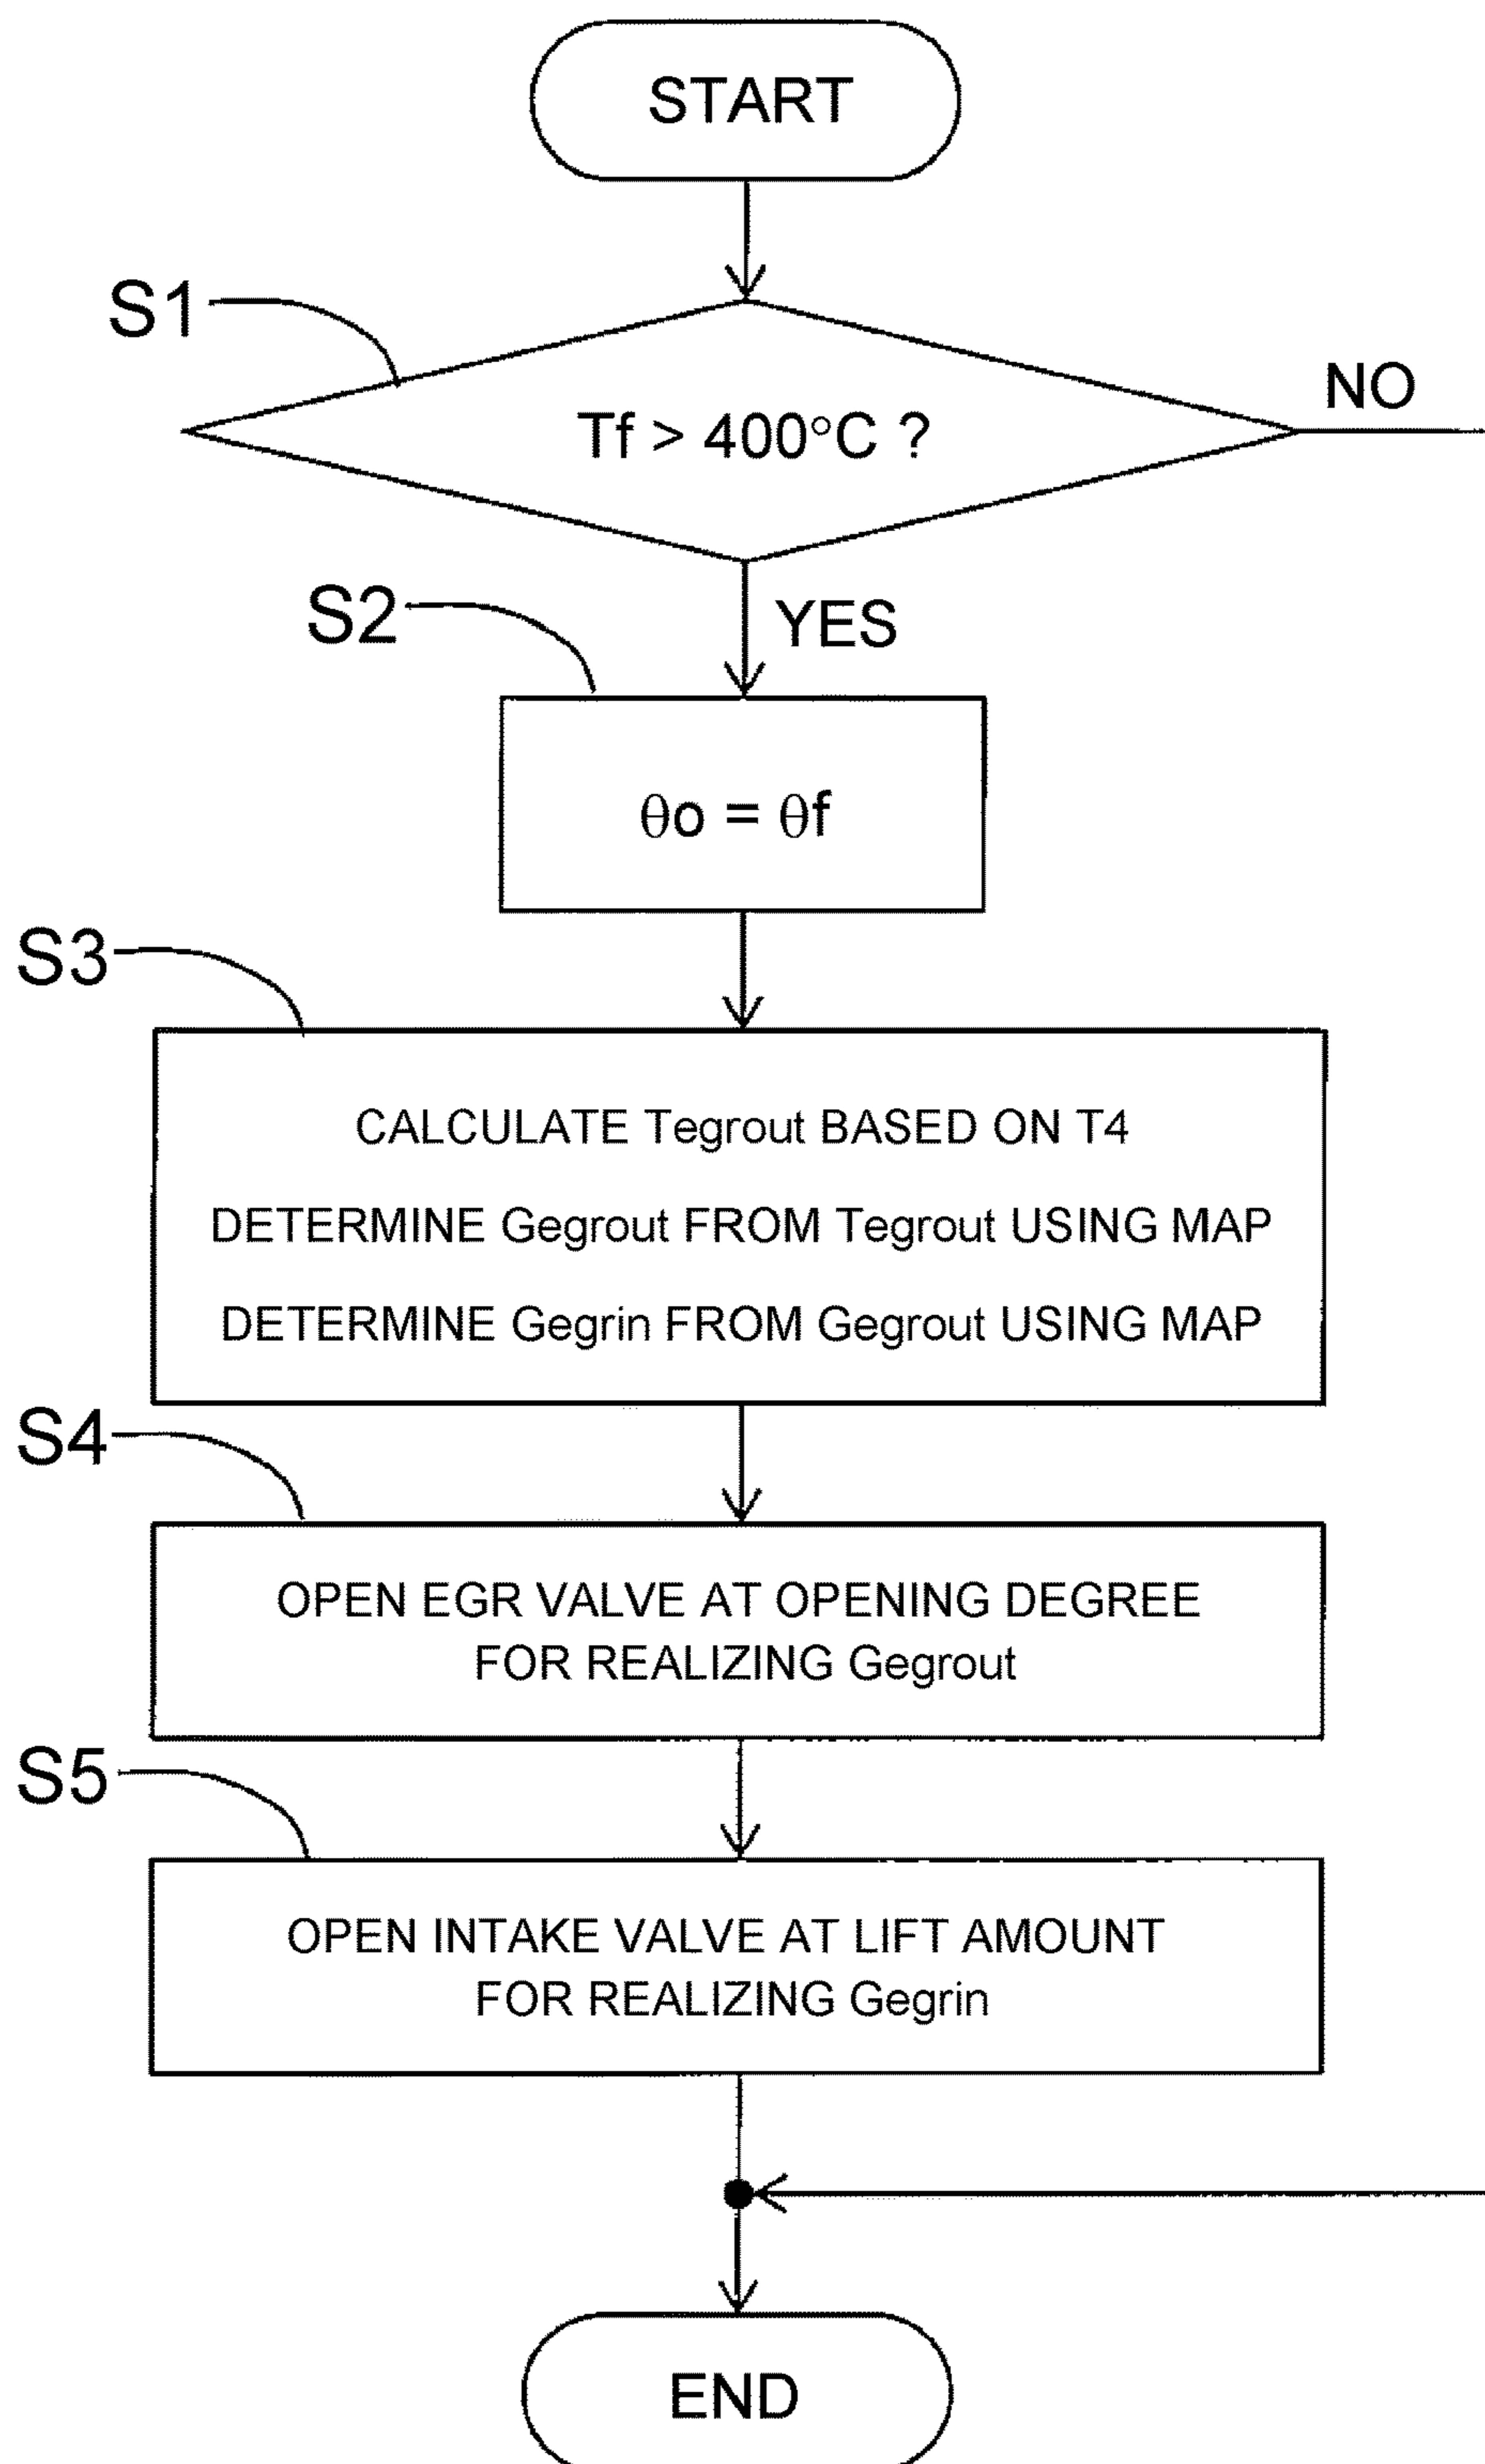 START
S1
Tf > 400°C ?
NO
S2
YES
θo = θf
S3
CALCULATE Tegrout BASED ON T4
DETERMINE Gegrout FROM Tegrout USING MAP
DETERMINE Gegrin FROM Gegrout USING MAP
S4
OPEN EGR VALVE AT OPENING DEGREE
FOR REALIZING Gegrout
S5
OPEN INTAKE VALVE AT LIFT AMOUNT
FOR REALIZING Gegrin
END